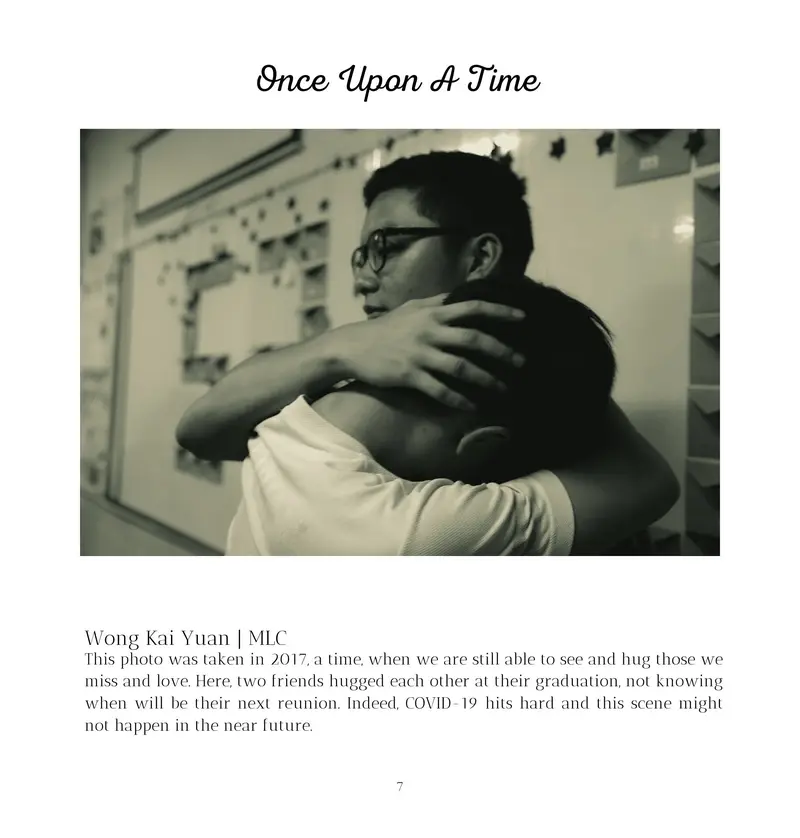 Once Upon A Time
Wong Kai Yuan | MLC
This photo was taken in 2017, a time, when we are still able to see and hug those we
miss and love. Here, two friends hugged each other at their graduation, not knowing
when will be their next reunion. Indeed, COVID-19 hits hard and this scene might
not happen in the near future.
7